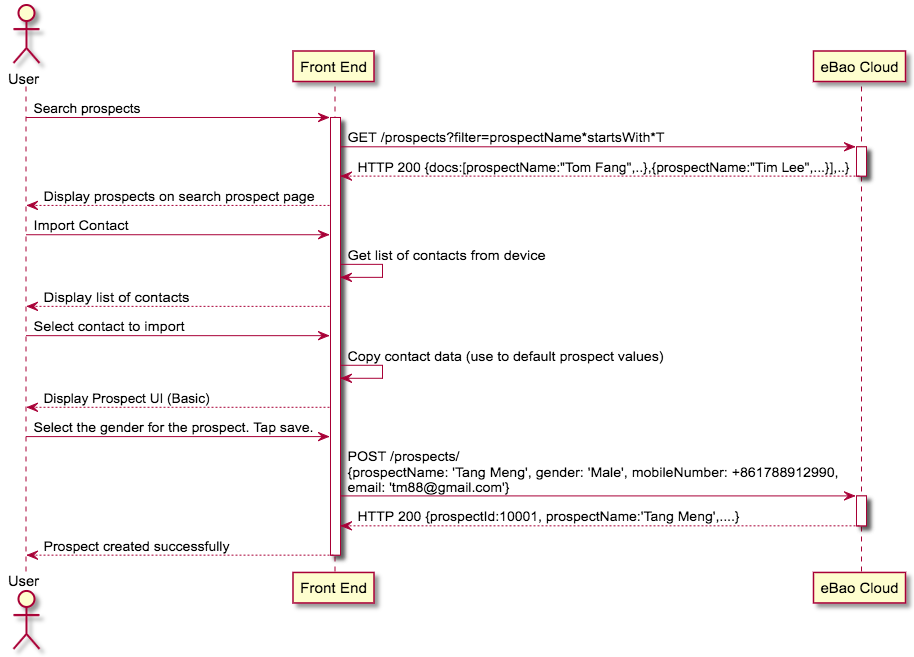 User
Front End
eBao Cloud
Search prospects
GET /prospects?filter=prospectName*startsWith*T
HTTP 200 {docs:[prospectName:"Tom Fang",..},{prospectName:"Tim Lee",...}],..}
Display prospects on search prospect page
Import Contact
Get list of contacts from device
Display list of contacts
Select contact to import
Copy contact data (use to default prospect values)
Display Prospect UI (Basic)
Select the gender for the prospect. Tap save.
POST /prospects/
{prospectName: 'Tang Meng', gender: 'Male', mobileNumber: +861788912990,
email: 'tm88@gmail.com'}
HTTP 200 {prospectId:10001, prospectName:'Tang Meng',....}
Prospect created successfully
User
Front End
eBao Cloud